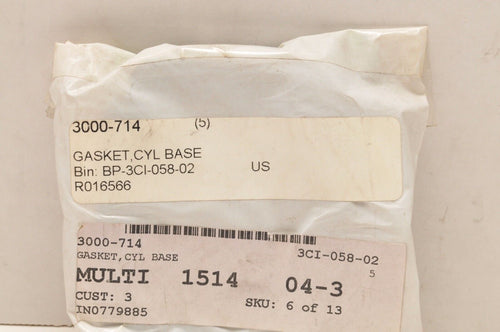 3000-714 (5)
GASKET,CYL BASE
Bin: BP-3CI-058-02 US
R016566
3000-714 3CI-058-02
GASKET,CYL BASE 5
MULTI 1514 04-3
CUST: 3 SKU: 6 of 13
IN0779885